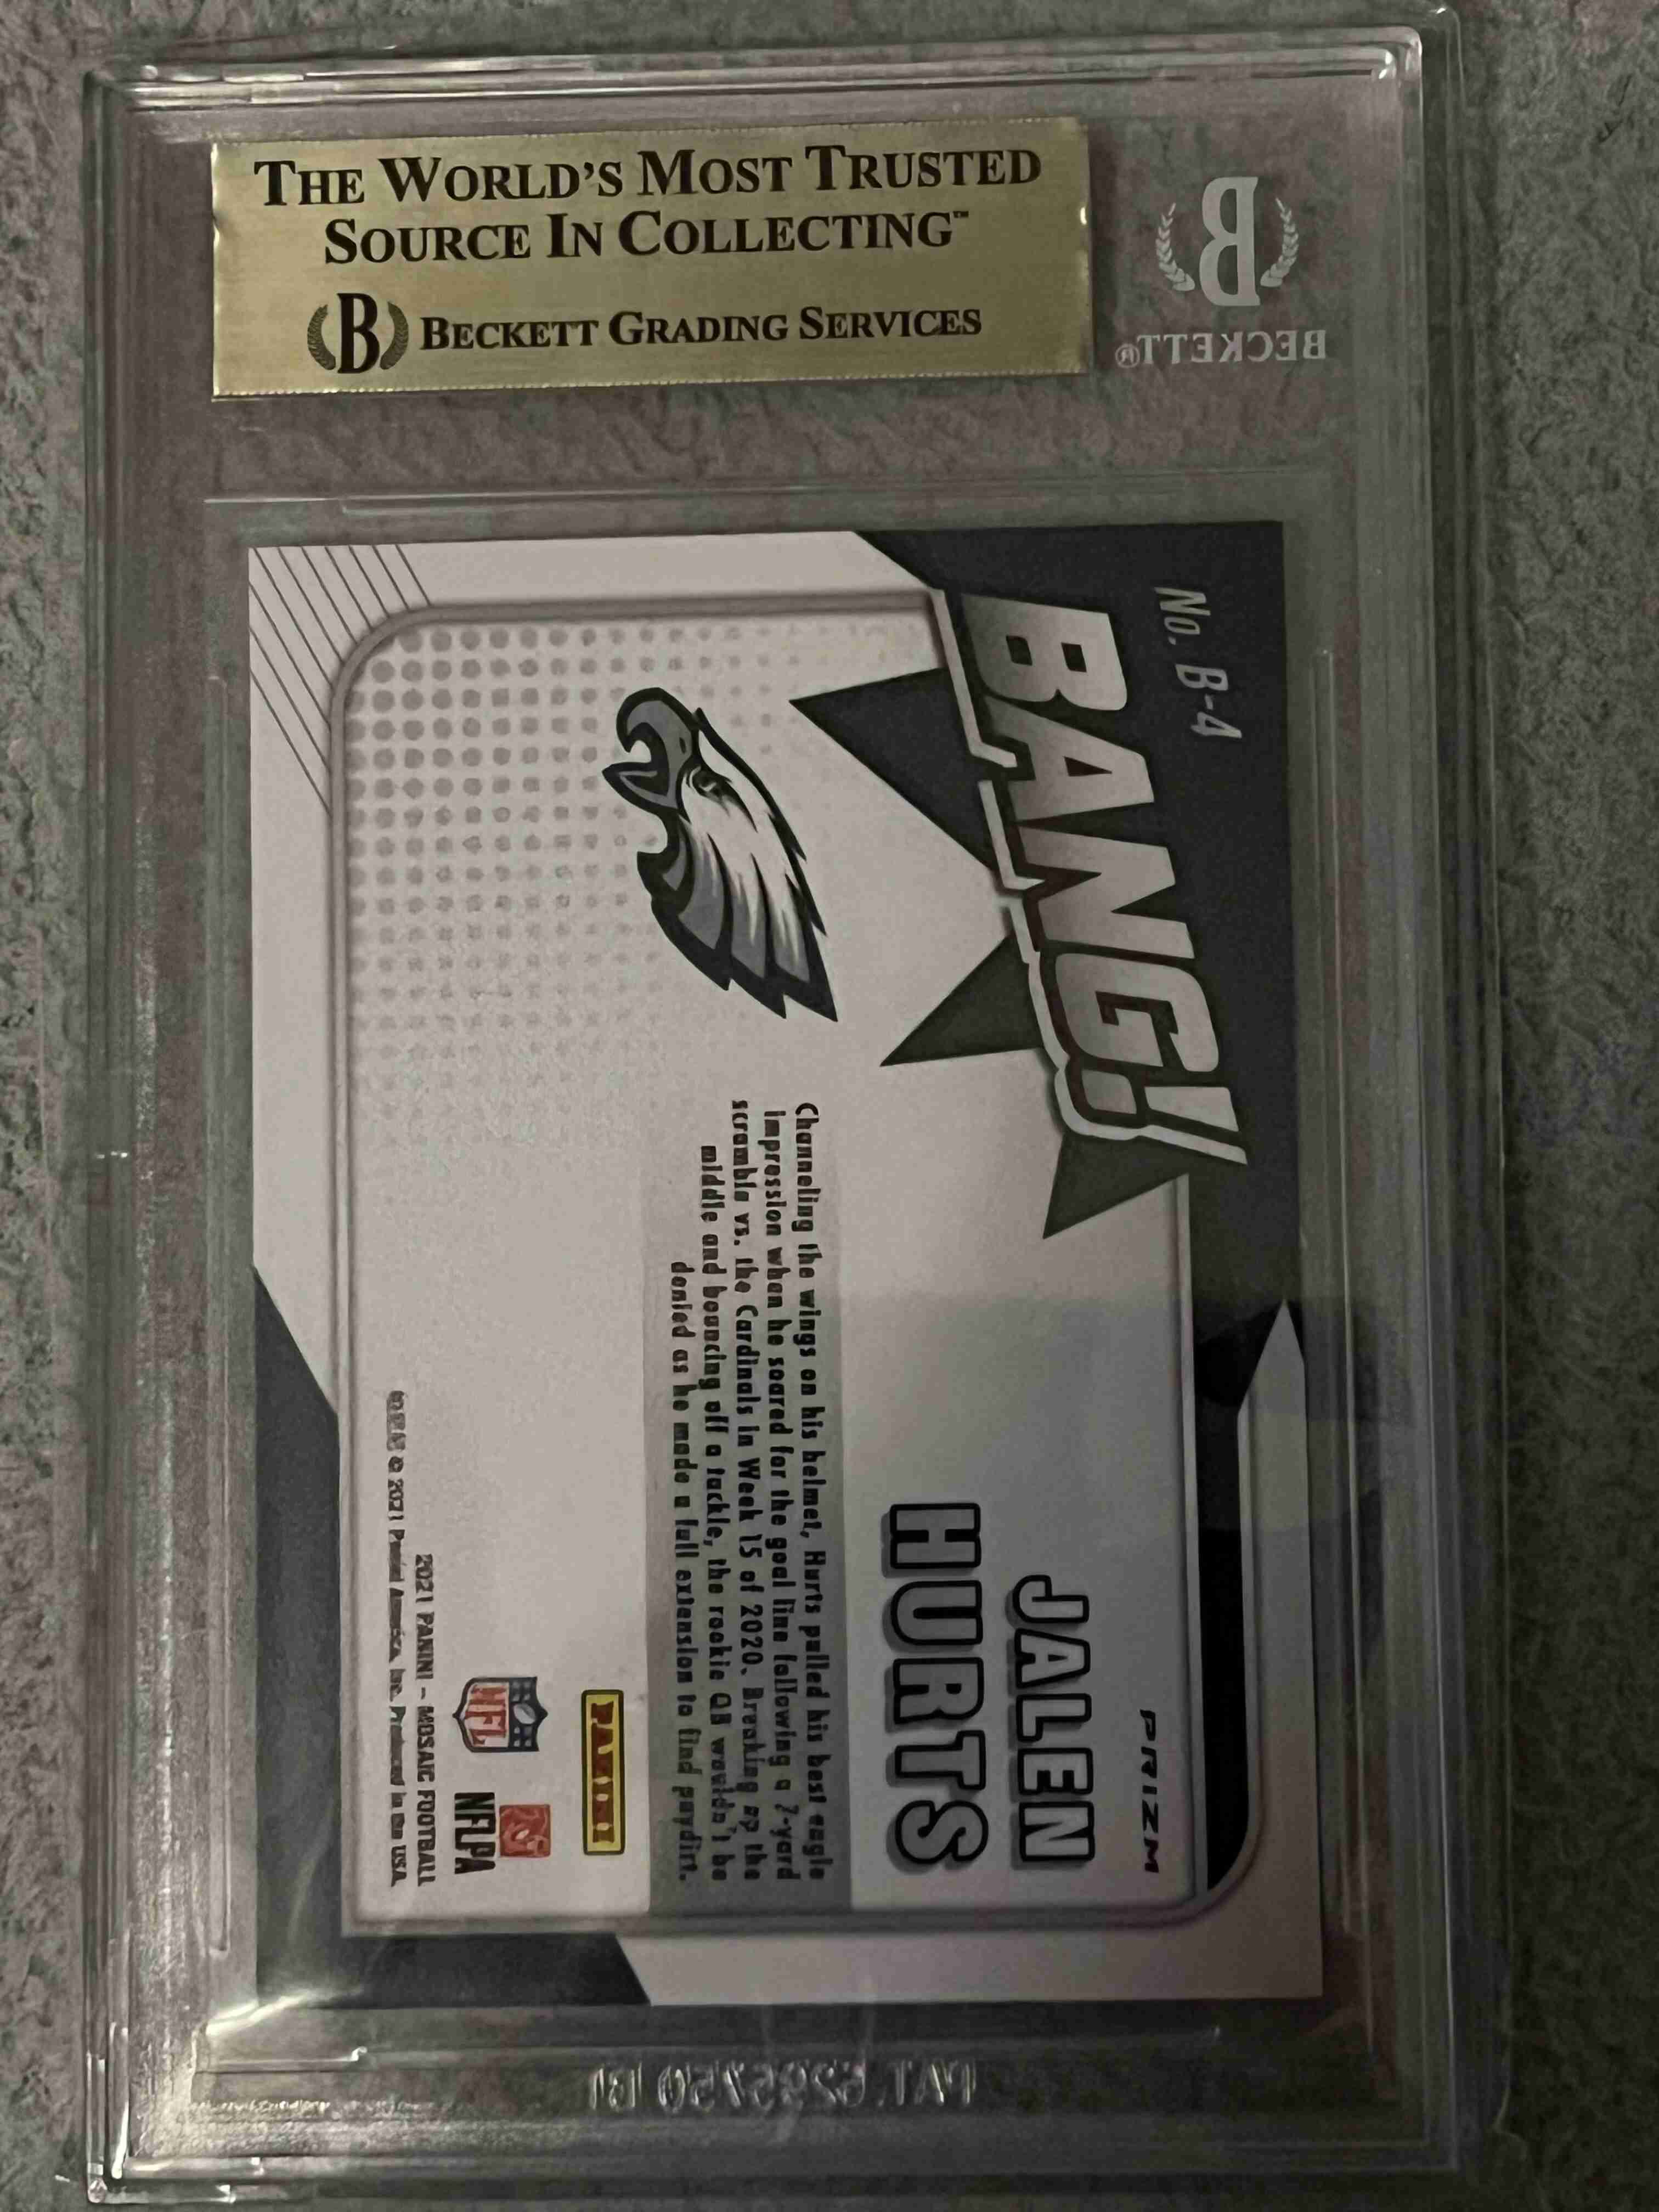 THE WORLD'S MOST TRUSTED
SOURCE IN COLLECTING™
B BECKETT GRADING SERVICES
B
BECKETT®
No. B-4
BANG!
PRIZM
JALEN
HURTS
Channeling the wings on his helmet, Hurts pulled his best eagle
impression when he soared for the goal line following a 7-yard
scramble vs. the Cardinals in Week 15 of 2020. Breaking up the
middle and bouncing off a tackle, the rookie QB wouldn't be
denied as he made a full extension to find paydirt.
PANINI
NFL
NFLPA
2021 PANINI – MOSAIC FOOTBALL
© 2021 Panini America, Inc. Produced in the USA.
PAT. 6295750 B1